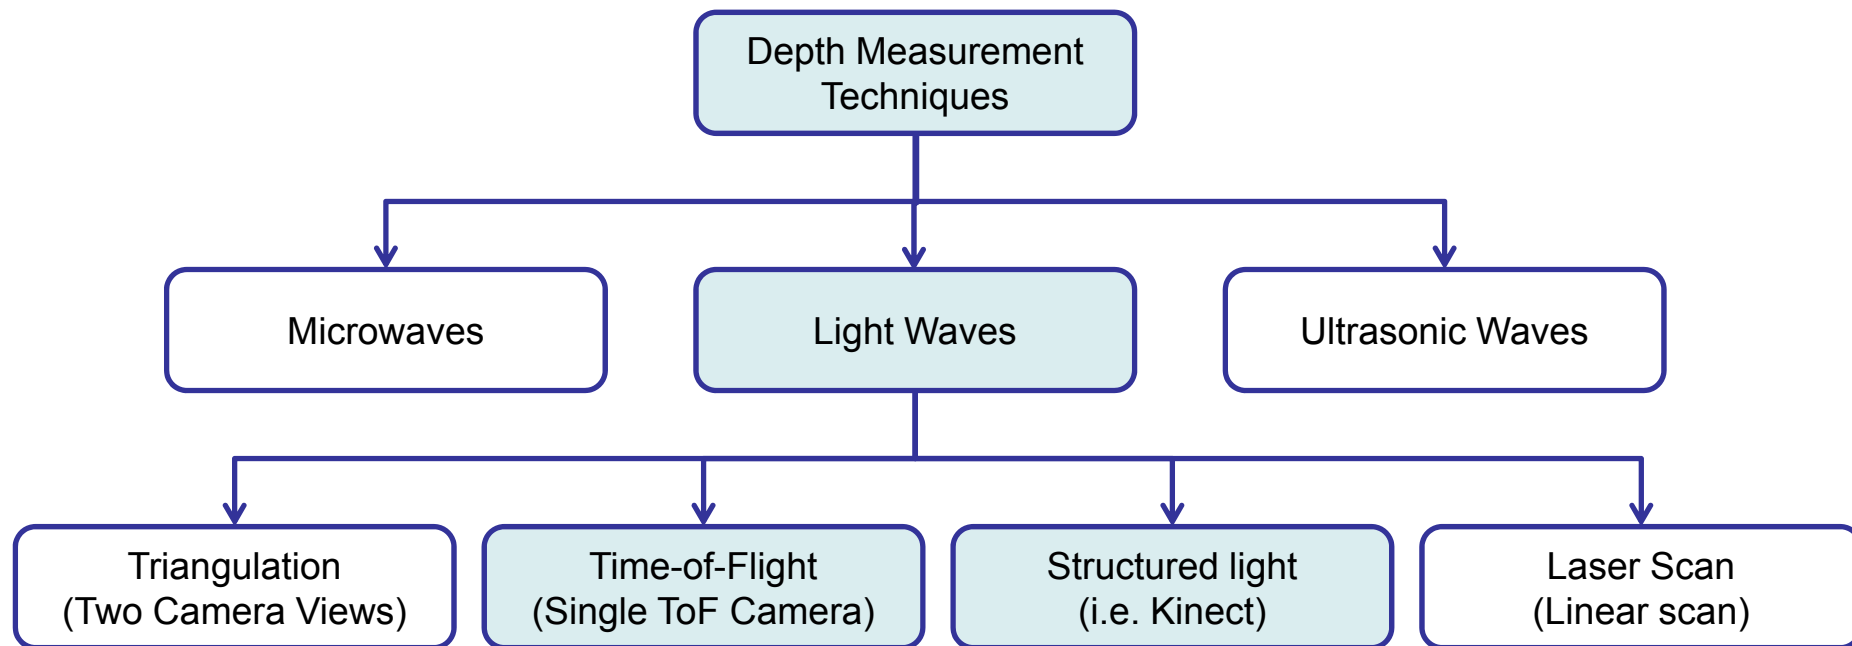 Depth Measurement
Techniques
Microwaves
Light Waves
Ultrasonic Waves
Triangulation
(Two Camera Views)
Time-of-Flight
(Single ToF Camera)
Structured light
(i.e. Kinect)
Laser Scan
(Linear scan)